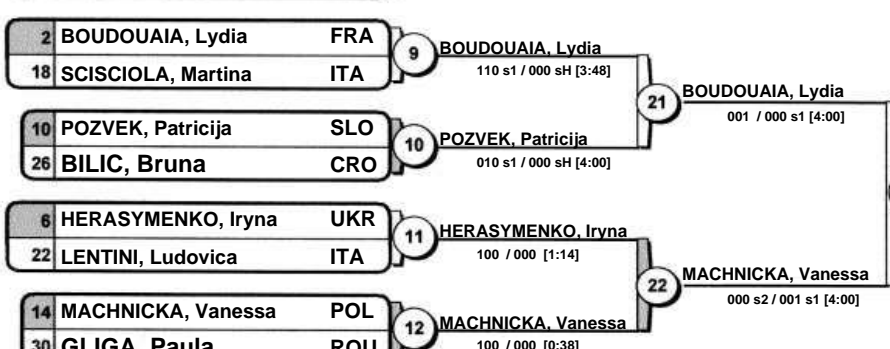 2 BOUDOUAIA, Lydia FRA
18 SCISCIOLA, Martina ITA
9
BOUDOUAIA, Lydia
110 s1 / 000 sH [3:48]
21
BOUDOUAIA, Lydia
001 / 000 s1 [4:00]
10 POZVEK, Patricija SLO
26 BILIC, Bruna CRO
10
POZVEK, Patricija
010 s1 / 000 sH [4:00]
6 HERASYMENKO, Iryna UKR
22 LENTINI, Ludovica ITA
11
HERASYMENKO, Iryna
100 / 000 [1:14]
22
MACHNICKA, Vanessa
000 s2 / 001 s1 [4:00]
14 MACHNICKA, Vanessa POL
30 GLIGA, Paula ROU
12
MACHNICKA, Vanessa
100 / 000 [0:38]